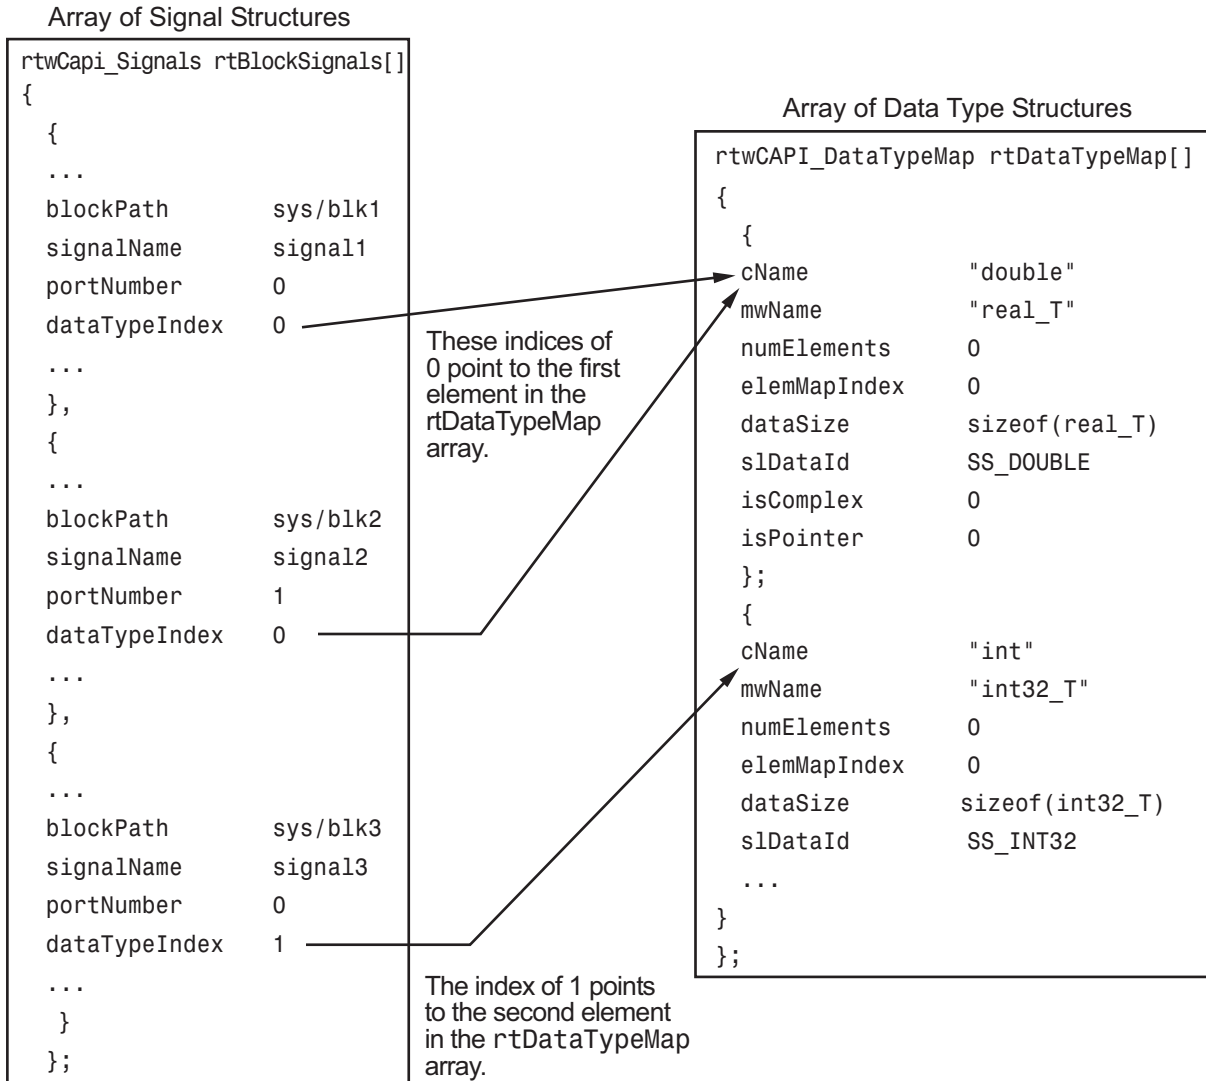 Array of Signal Structures
rtwCapi_Signals rtBlockSignals[]
{
{
...
blockPath sys/blk1
signalName signal1
portNumber 0
dataTypeIndex 0
...
},
{
...
blockPath sys/blk2
signalName signal2
portNumber 1
dataTypeIndex 0
...
},
{
...
blockPath sys/blk3
signalName signal3
portNumber 0
dataTypeIndex 1
...
}
};
These indices of
0 point to the first
element in the
rtDataTypeMap
array.
The index of 1 points
to the second element
in the rtDataTypeMap
array.
Array of Data Type Structures
rtwCAPI_DataTypeMap rtDataTypeMap[]
{
{
cName "double"
mwName "real_T"
numElements 0
elemMapIndex 0
dataSize sizeof(real_T)
slDataId SS_DOUBLE
isComplex 0
isPointer 0
};
{
cName "int"
mwName "int32_T"
numElements 0
elemMapIndex 0
dataSize sizeof(int32_T)
slDataId SS_INT32
...
}
};